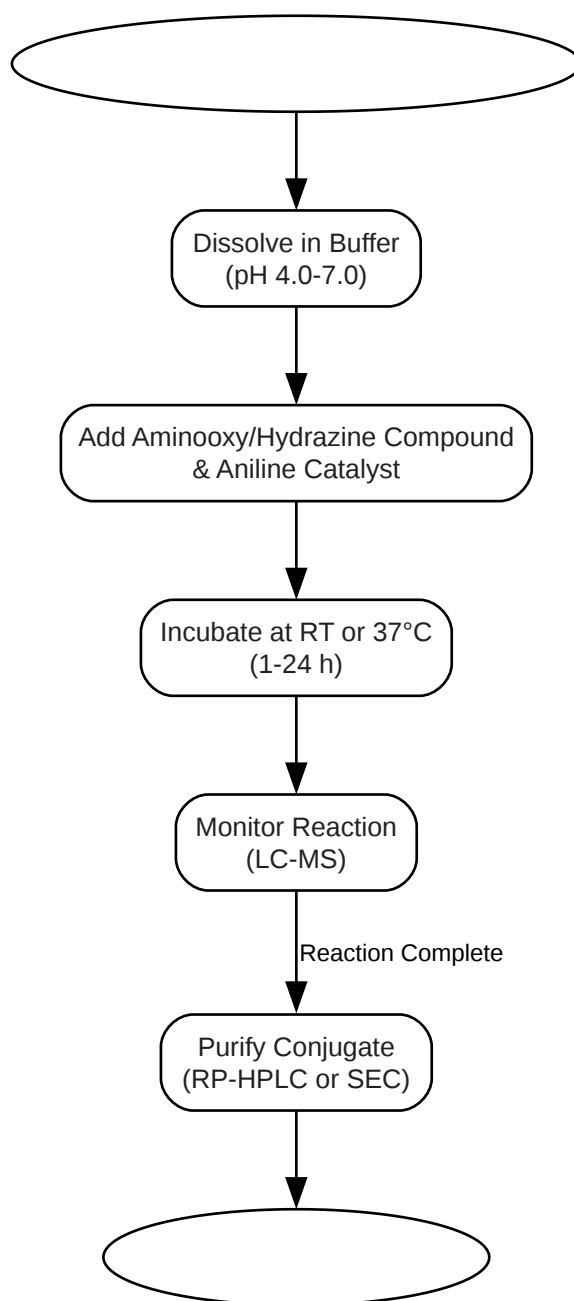 Dissolve in Buffer
(pH 4.0-7.0)
Add Aminooxy/Hydrazine Compound
& Aniline Catalyst
Incubate at RT or 37°C
(1-24 h)
Monitor Reaction
(LC-MS)
Reaction Complete
Purify Conjugate
(RP-HPLC or SEC)